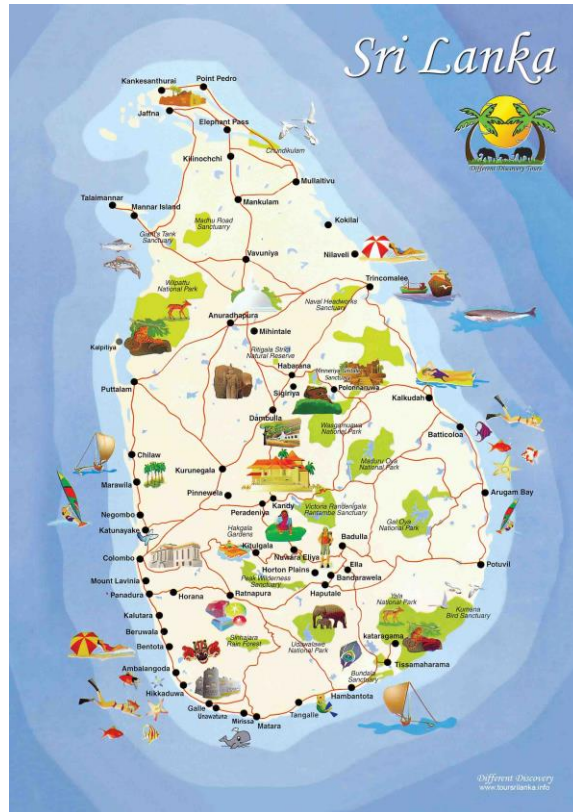 Sri Lanka
Different Discovery Tours
Kankesanthurai
Point Pedro
Jaffna
Elephant Pass
Chundikulam
Kilinochchi
Mullaitivu
Talaimannar
Mannar Island
Mankulam
Giant's Tank
Sanctuary
Madhu Road
Sanctuarry
Kokilai
Vavuniya
Nilaveli
Wilpattu
National Park
Trincomalee
Naval Headworks
Sanctuary
Anuradhapura
Mihintale
Kalpitiya
Ritigala Strict
Natural Reserve
Habarana
Sanctuary
Sigiriya
Polonnaruwa
Puttalam
Kalkudah
Dambulla
Wasgamuwa
National Park
Batticoloa
Chilaw
Kurunegala
Maduru Oya
National Park
Marawila
Pinnewela
Arugam Bay
Kandy
Peradeniya
Negombo
Victoria Randenigala
Rantambe Sanctuary
Gal Oya
National Park
Katunayake
Hakgala
Gardens
Badulla
Kitulgala
Colombo
Nuwara Eliya
Ella
Potuvil
Horton Plains
Bandarawela
Mount Lavinia
Peak Wilderness
Sanctuary
Haputale
Panadura
Horana
Ratnapura
Yala
National Park
Kumana
Bird Sanctuary
Kalutara
Beruwala
Sinharaja
Rain Forest
Udawalawe
National Park
kataragama
Bentota
Tissamaharama
Ambalangoda
Bundala
Sanctuary
Hikkaduwa
Hambantota
Galle
Unawatuna
Mirissa
Matara
Tangalle
Different Discovery
www.toursrilanka.info